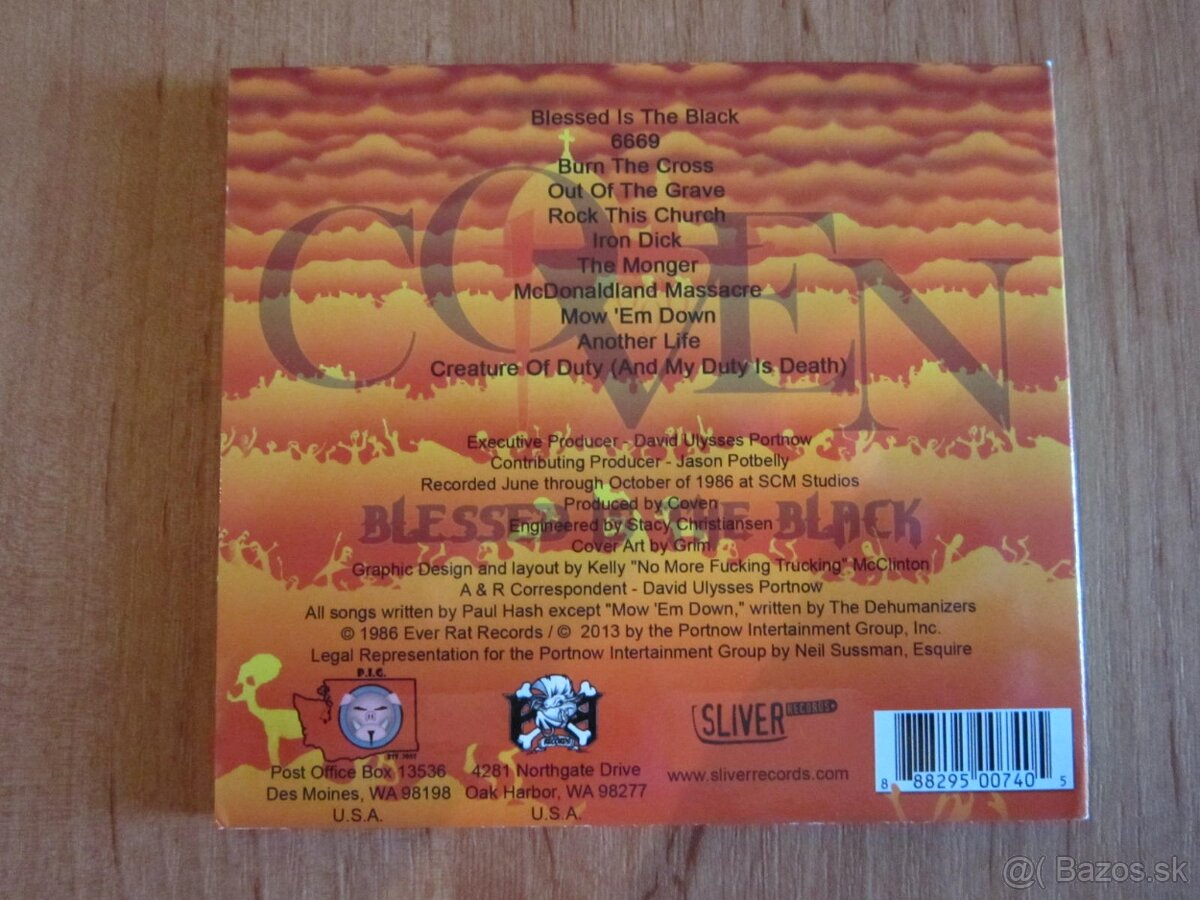 Blessed Is The Black
6669
Burn The Cross
Out Of The Grave
Rock This Church
Iron Dick
The Monger
McDonaldland Massacre
Mow 'Em Down
Another Life
Creature Of Duty (And My Duty Is Death)
COVEN
Executive Producer - David Ulysses Portnow
Contributing Producer - Jason Potbelly
Recorded June through October of 1986 at SCM Studios
Produced by Coven
BLESSED IS THE BLACK
Engineered by Stacy Christiansen
Cover Art by Grim
Graphic Design and layout by Kelly "No More Fucking Trucking" McClinton
A & R Correspondent - David Ulysses Portnow
All songs written by Paul Hash except "Mow 'Em Down," written by The Dehumanizers
© 1986 Ever Rat Records / © 2013 by the Portnow Intertainment Group, Inc.
Legal Representation for the Portnow Intertainment Group by Neil Sussman, Esquire
P.I.G.
RECORDS
SLIVER RECORDS
Post Office Box 13536
Des Moines, WA 98198
U.S.A.
4281 Northgate Drive
Oak Harbor, WA 98277
U.S.A.
www.sliverrecords.com
8 88295 00740 5
@( Bazos.sk